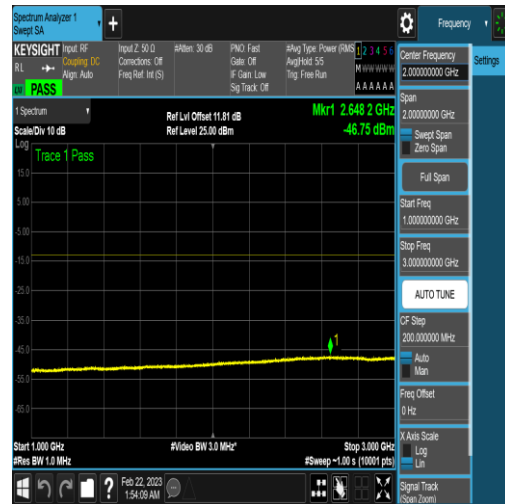 Spectrum Analyzer 1
Swept SA
+
Frequency
KEYSIGHT Input: RF Input Z: 50 Ω #Atten: 30 dB PNO: Fast #Avg Type: Power (RMS 1 2 3 4 5 6
RL Coupling: DC Corrections: Off Gate: Off Avg|Hold: 5/5 M W W W W W
Align: Auto Freq Ref: Int (S) IF Gain: Low Trig: Free Run
Sig Track: Off A A A A A A
PASS
1 Spectrum
Scale/Div 10 dB
Ref Lvl Offset 11.81 dB
Ref Level 25.00 dBm
Mkr1 2.648 2 GHz
-46.75 dBm
Log
Trace 1 Pass
15.0
5.00
-5.00
-15.0
-25.0
-35.0
-45.0
-55.0
-65.0
1
Start 1.000 GHz
#Res BW 1.0 MHz
#Video BW 3.0 MHz*
Stop 3.000 GHz
#Sweep ~1.00 s (10001 pts)
?
Feb 22, 2023
1:54:09 AM
Center Frequency
2.000000000 GHz
Span
2.00000000 GHz
Swept Span
Zero Span
Full Span
Start Freq
1.000000000 GHz
Stop Freq
3.000000000 GHz
AUTO TUNE
CF Step
200.000000 MHz
Auto
Man
Freq Offset
0 Hz
X Axis Scale
Log
Lin
Signal Track
(Span Zoom)
Settings